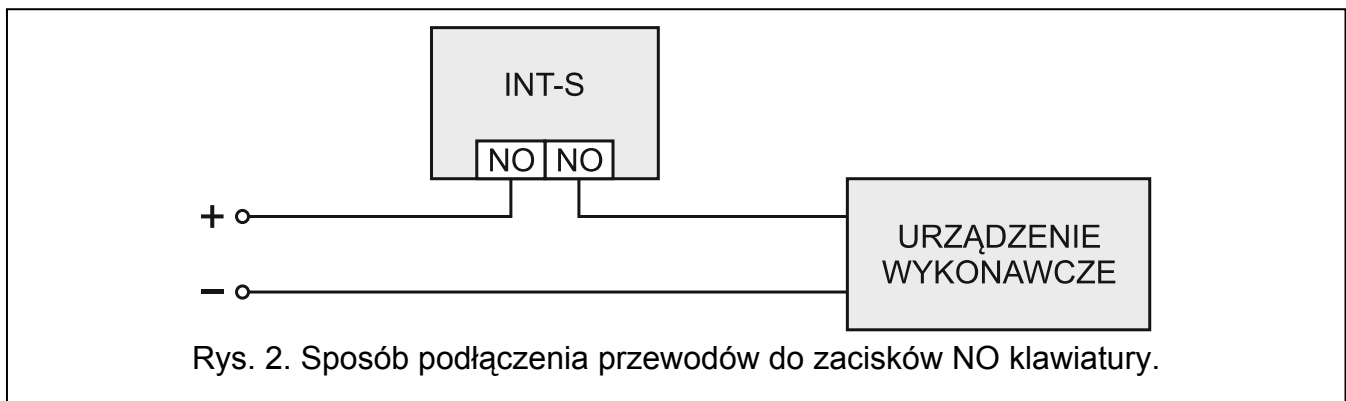 INT-S
NO NO
+
URZĄDZENIE
WYKONAWCZE
−
Rys. 2. Sposób podłączenia przewodów do zacisków NO klawiatury.